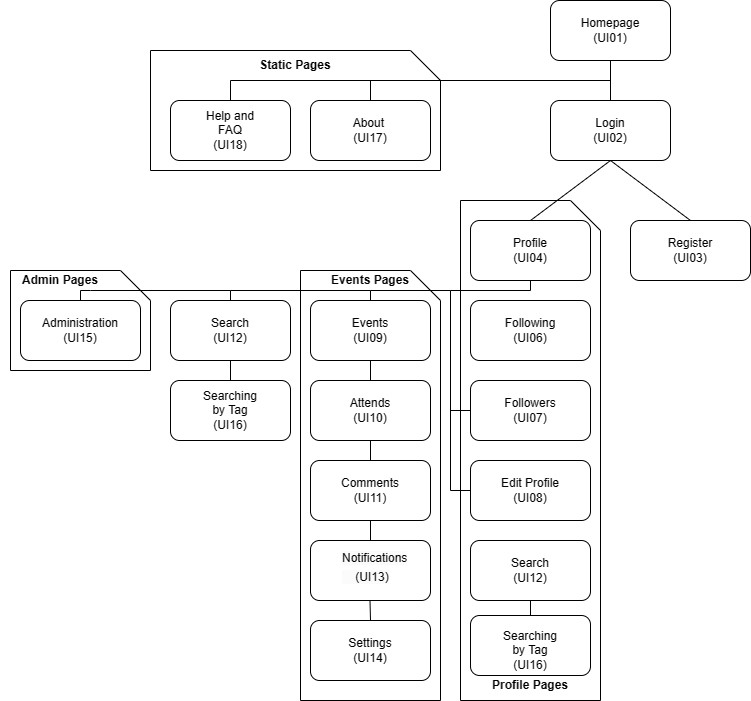 Homepage
(UI01)
Static Pages
Help and
FAQ
(UI18)
About
(UI17)
Login
(UI02)
Profile
(UI04)
Register
(UI03)
Admin Pages
Events Pages
Administration
(UI15)
Search
(UI12)
Events
(UI09)
Following
(UI06)
Searching
by Tag
(UI16)
Attends
(UI10)
Followers
(UI07)
Comments
(UI11)
Edit Profile
(UI08)
Notifications
(UI13)
Search
(UI12)
Settings
(UI14)
Searching
by Tag
(UI16)
Profile Pages